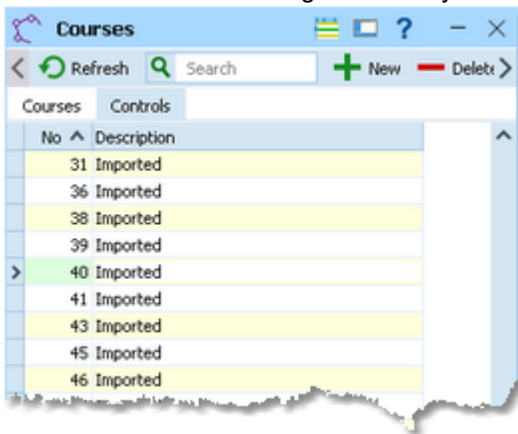 Courses ?
Refresh Search New Delete
Courses Controls
No Description
31 Imported
36 Imported
38 Imported
39 Imported
40 Imported
41 Imported
43 Imported
45 Imported
46 Imported